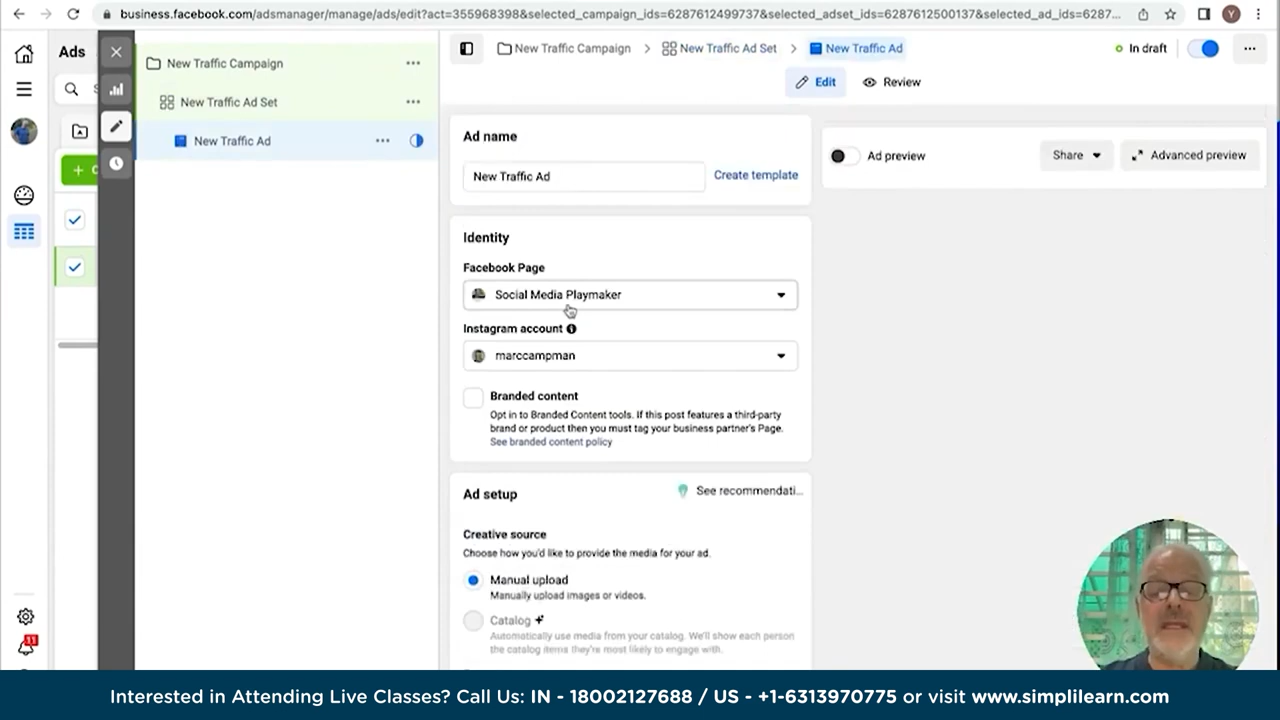 business.facebook.com/adsmanager/manage/ads/edit?act=355968398&selected_campaign_ids=6287612499737&selected_adset_ids=6287612500137&selected_ad_ids=6287...
Y
Ads
New Traffic Campaign
New Traffic Ad Set
New Traffic Ad
New Traffic Campaign
New Traffic Ad Set
New Traffic Ad
In draft
Edit
Review
Ad name
New Traffic Ad
Create template
Ad preview
Share
Advanced preview
Identity
Facebook Page
Social Media Playmaker
Instagram account
marccampman
Branded content
Opt in to Branded Content tools. If this post features a third-party
brand or product then you must tag your business partner's Page.
See branded content policy
Ad setup
See recommendati...
Creative source
Choose how you'd like to provide the media for your ad.
Manual upload
Manually upload images or videos.
Catalog
Automatically use media from your catalog. We'll show each person
the catalog items they're most likely to engage with.
11
Interested in Attending Live Classes? Call Us: IN - 18002127688 / US - +1-6313970775 or visit www.simplilearn.com